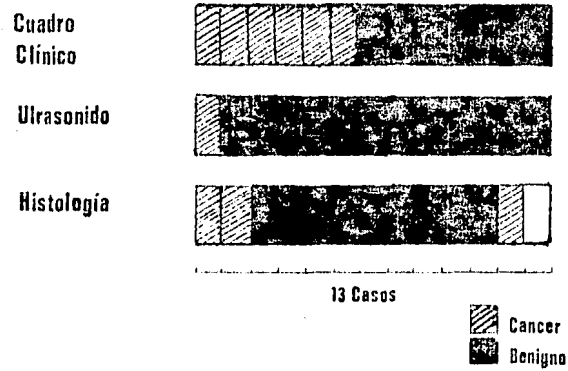 Cuadro
Clínico
Ulrasonido
Histología
13 Casos
Cancer
Benigno